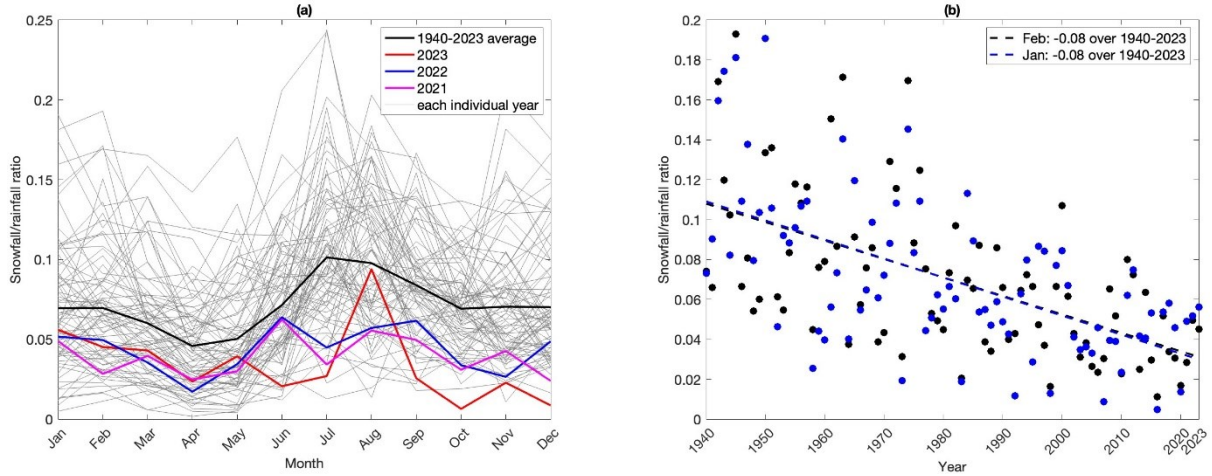 (a)
Snowfall/rainfall ratio
0.25
0.2
0.15
0.1
0.05
0
1940-2023 average
2023
2022
2021
each individual year
Jan
Feb
Mar
Apr
May
Jun
Jul
Aug
Sep
Oct
Nov
Dec
Month
(b)
Snowfall/rainfall ratio
0.2
0.18
0.16
0.14
0.12
0.1
0.08
0.06
0.04
0.02
0
Feb: -0.08 over 1940-2023
Jan: -0.08 over 1940-2023
1940
1950
1960
1970
1980
1990
2000
2010
2020
2023
Year